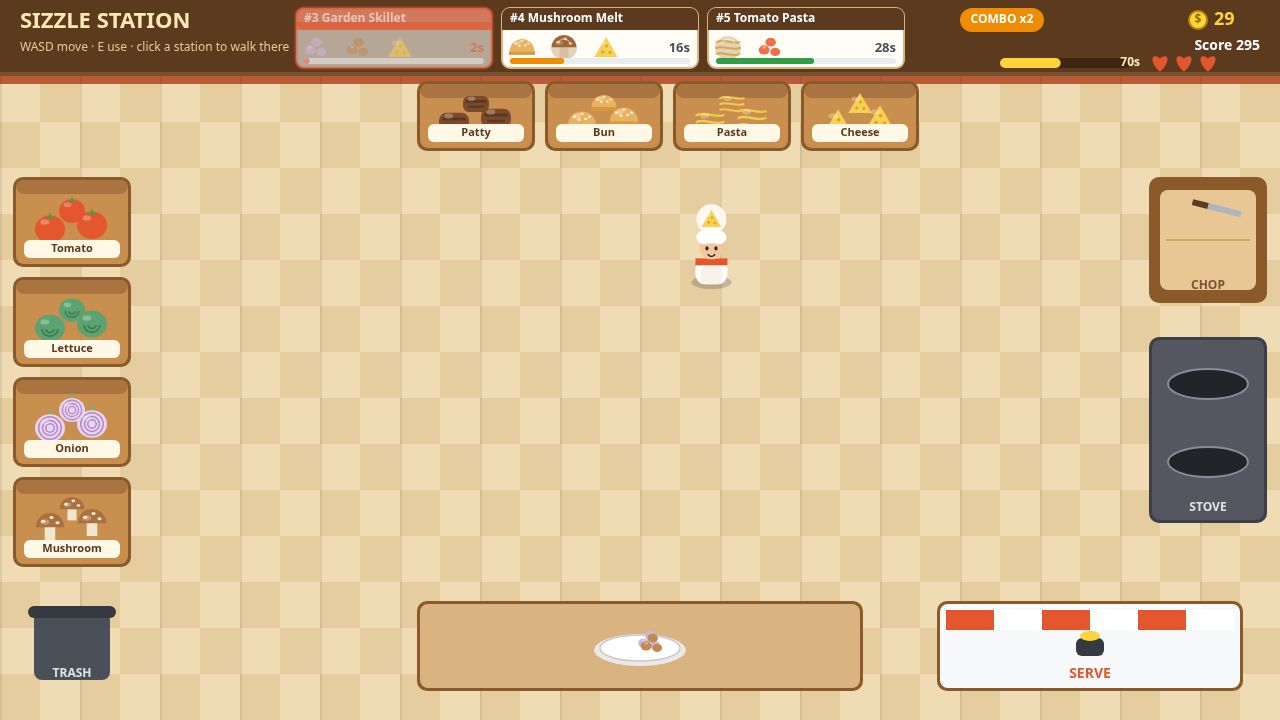 SIZZLE STATION
WASD move · E use · click a station to walk there
#3 Garden Skillet
2s
#4 Mushroom Melt
16s
#5 Tomato Pasta
28s
COMBO x2
$ 29
Score 295
70s
Patty
Bun
Pasta
Cheese
Tomato
Lettuce
Onion
Mushroom
CHOP
STOVE
TRASH
SERVE